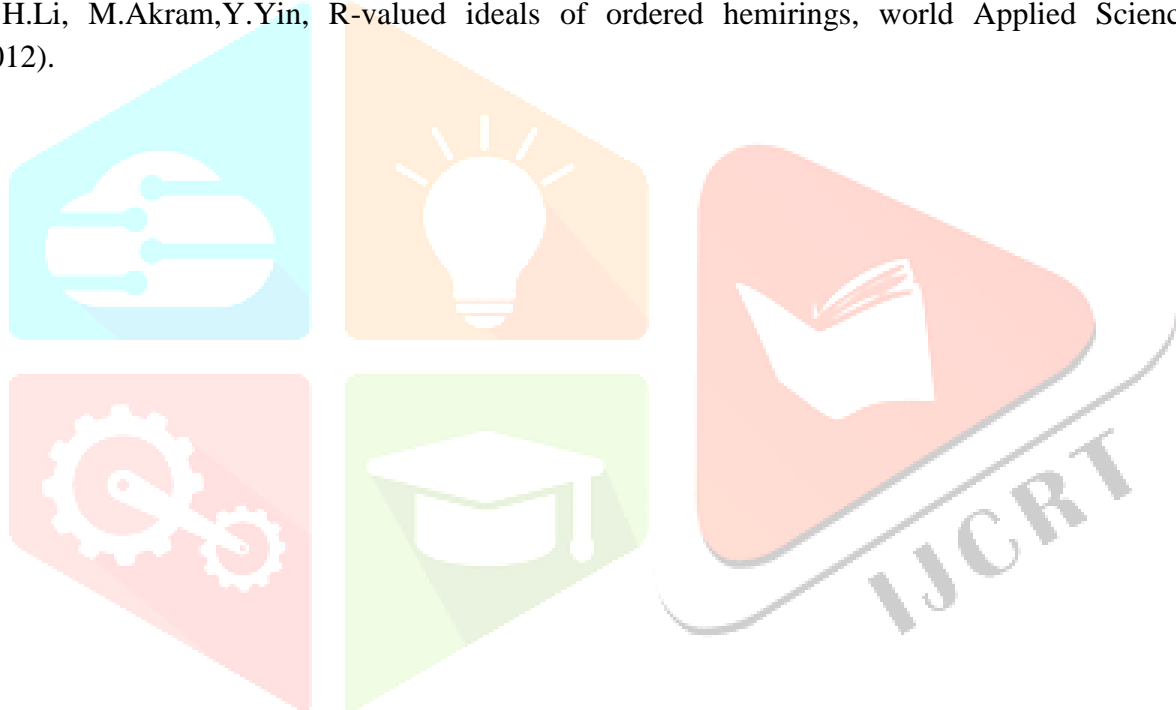 H.Li, M.Akram,Y.Yin, R-valued ideals of ordered hemirings, world Applied Scienc
012).
IJCRT